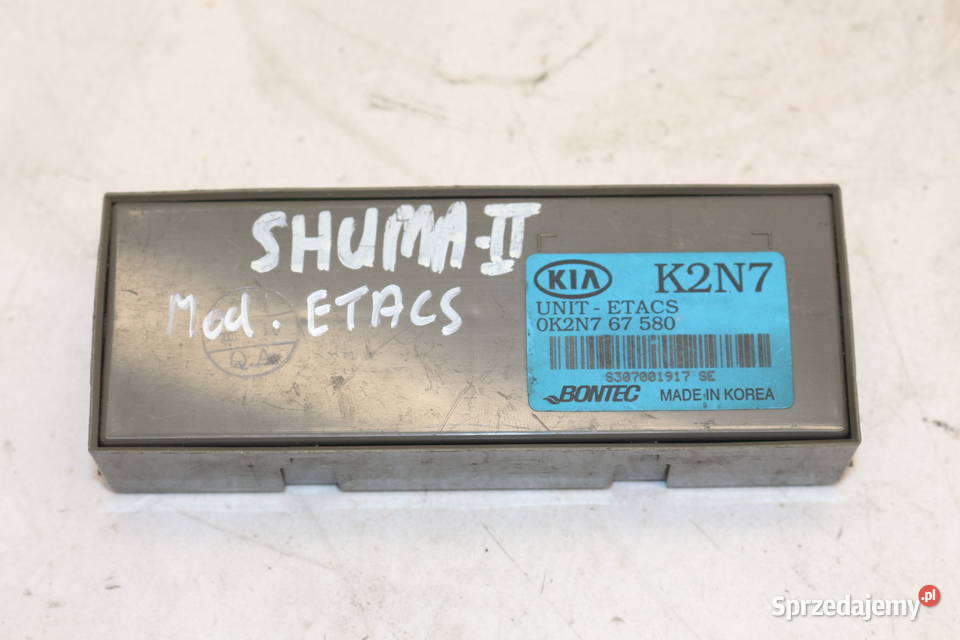 SHUMA-II
Mod. ETACS
Q.A
KIA K2N7
UNIT - ETACS
0K2N7 67 580
S307001917 SE
BONTEC MADE IN KOREA
Sprzedajemy.pl